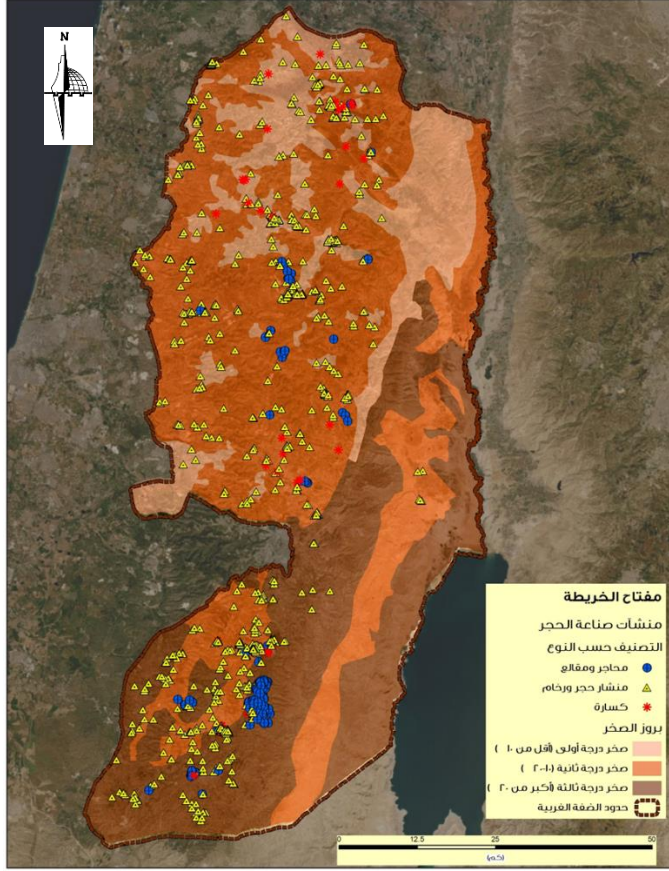 N
مفتاح الخريطة
منشآت صناعة الحجر
التصنيف حسب النوع
محاجر ومقالع
منشار حجر ورخام
كسارة
بروز الصخر
صخر درجة أولى (أقل من ١٠ )
صخر درجة ثانية (١٠-٢٠ )
صخر درجة ثالثة (أكبر من ٢٠ )
حدود الضفة الغربية
0 12.5 25 50
(كم)